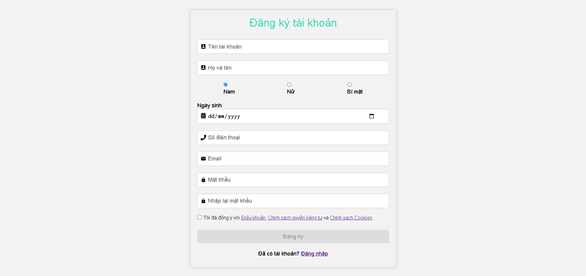 Đăng ký tài khoản
Tên tài khoản
Họ và tên
Nam Nữ Bí mật
Ngày sinh
dd/mm/yyyy
Số điện thoại
Email
Mật khẩu
Nhập lại mật khẩu
Tôi đã đồng ý với Điều khoản, Chính sách quyền riêng tư và Chính sách Cookies
Đăng ký
Đã có tài khoản? Đăng nhập